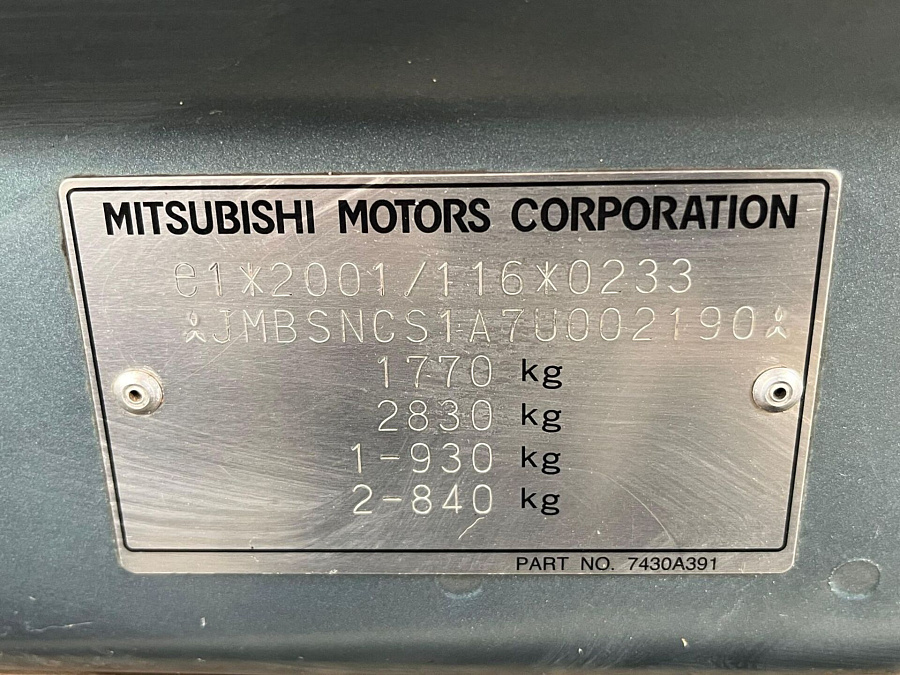 MITSUBISHI MOTORS CORPORATION
e1*2001/116*0233
JMBSNCS1A7U002190
1770 kg
2830 kg
1-930 kg
2-840 kg
PART NO. 7430A391